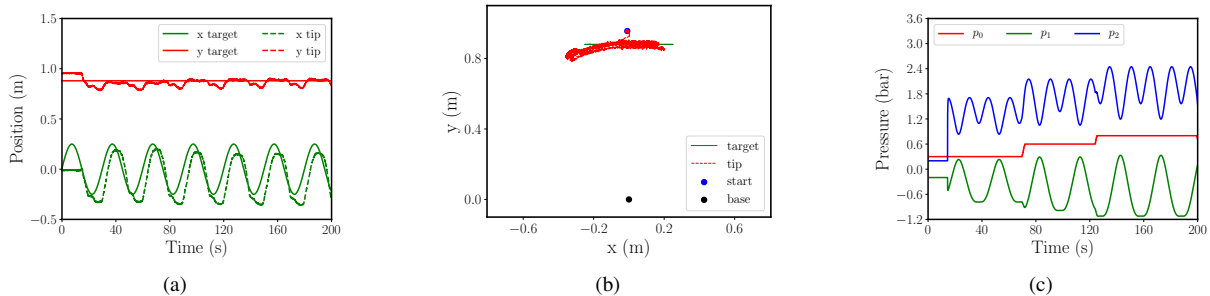 1.5
1.0
0.5
0.0
−0.5
Position (m)
x target
y target
x tip
y tip
0
40
80
120
160
200
Time (s)
(a)
0.8
0.4
0.0
y (m)
target
tip
start
base
−0.6
−0.2
0.2
0.6
x (m)
(b)
3.6
3.0
2.4
1.8
1.2
0.6
0.0
−0.6
−1.2
Pressure (bar)
p₀
p₁
p₂
0
40
80
120
160
200
Time (s)
(c)